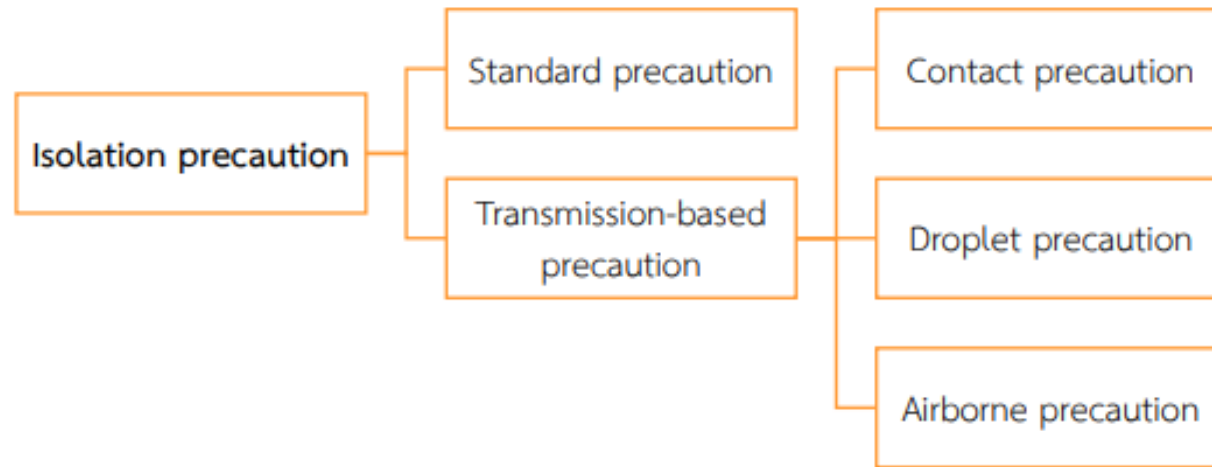 Isolation precaution
Standard precaution
Transmission-based
precaution
Contact precaution
Droplet precaution
Airborne precaution